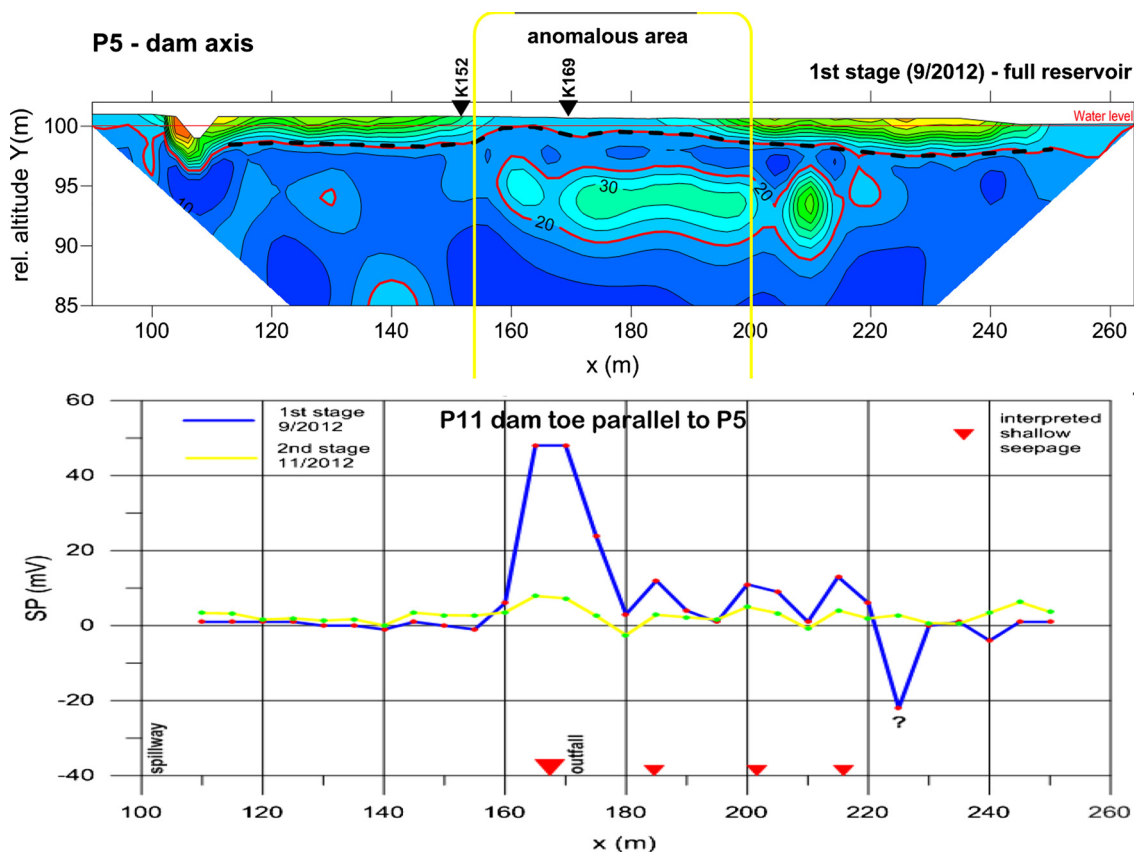 P5 - dam axis
anomalous area
1st stage (9/2012) - full reservoir
K152
K169
Water level
rel. altitude Y(m)
100
95
90
85
10
20
30
20
100
120
140
160
180
200
220
240
260
x (m)
P11 dam toe parallel to P5
1st stage
9/2012
2nd stage
11/2012
interpreted
shallow
seepage
SP (mV)
60
40
20
0
-20
-40
?
spillway
outfall
100
120
140
160
180
200
220
240
260
x (m)